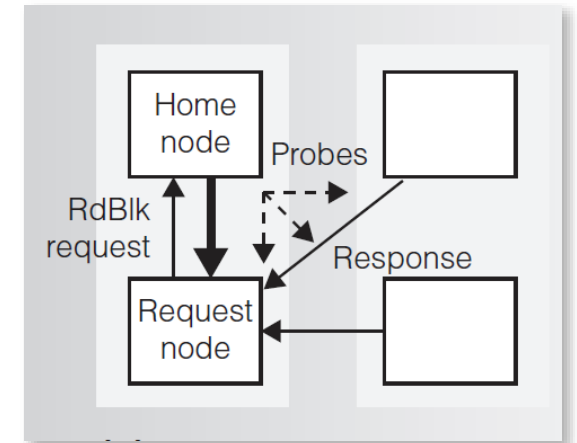 Home
node
Probes
RdBlk
request
Response
Request
node